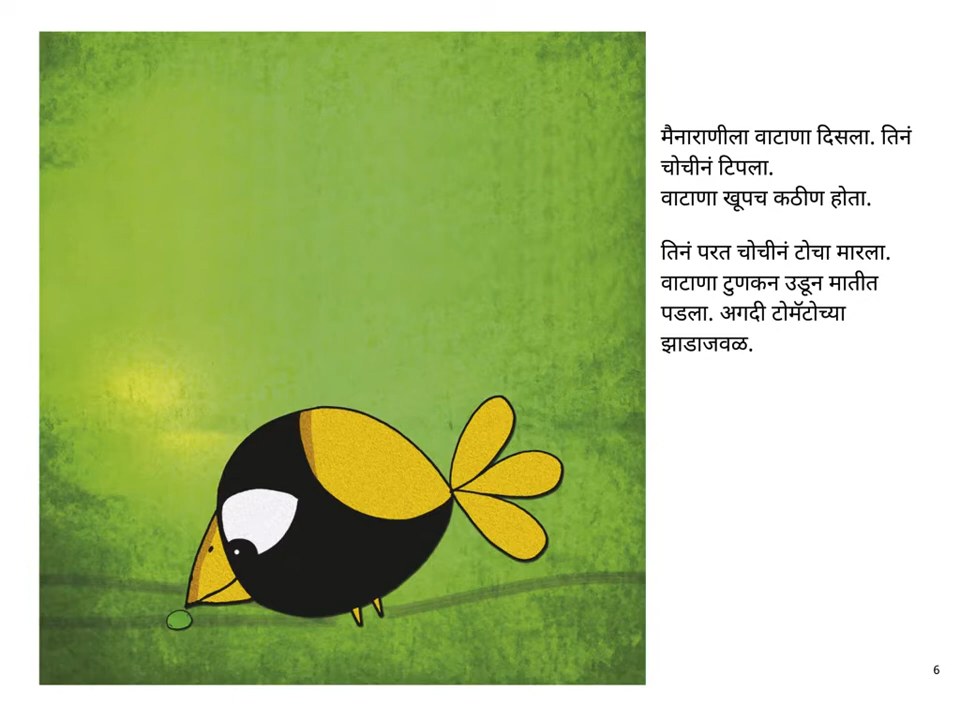 मैनाराणीला वाटाणा दिसला. तिनं
चोचीनं टिपला.
वाटाणा खूपच कठीण होता.
तिनं परत चोचीनं टोचा मारला.
वाटाणा टुणकन उडून मातीत
पडला. अगदी टोमॅटोच्या
झाडाजवळ.
6